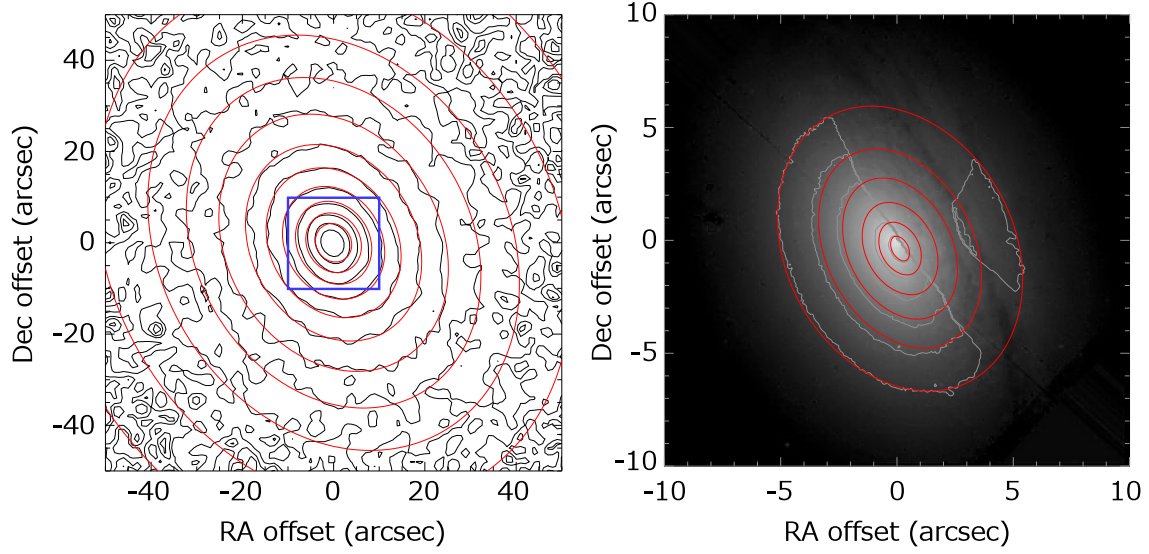 Dec offset (arcsec)
40
20
0
-20
-40
-40 -20 0 20 40
RA offset (arcsec)
Dec offset (arcsec)
10
5
0
-5
-10
-10 -5 0 5 10
RA offset (arcsec)